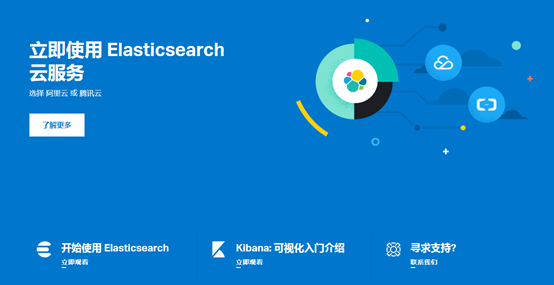 立即使用 Elasticsearch
云服务
选择 阿里云 或 腾讯云
了解更多
开始使用 Elasticsearch
立即观看
Kibana: 可视化入门介绍
立即观看
寻求支持?
联系我们